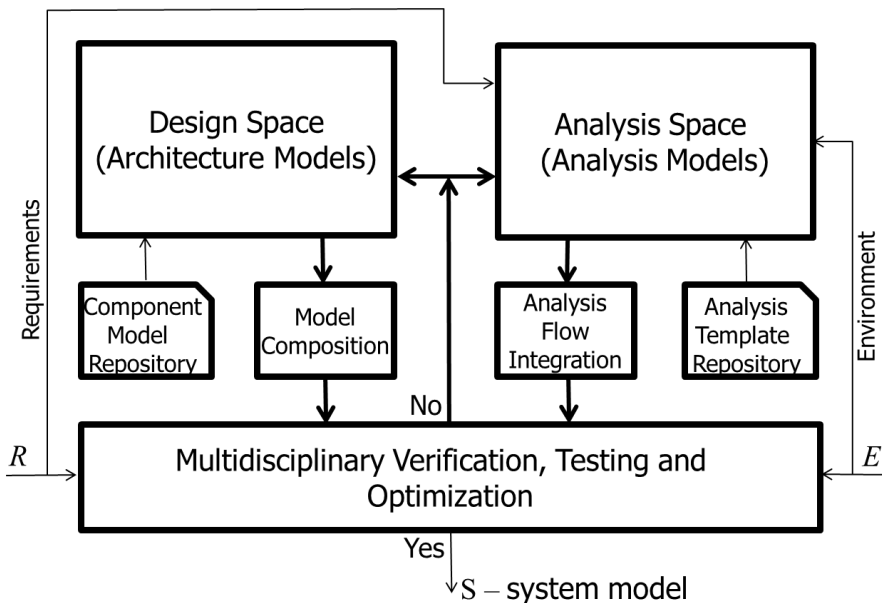 Design Space
(Architecture Models)
Analysis Space
(Analysis Models)
Requirements
Environment
Component
Model
Repository
Model
Composition
Analysis
Flow
Integration
Analysis
Template
Repository
No
R
Multidisciplinary Verification, Testing and
Optimization
E
Yes
S – system model